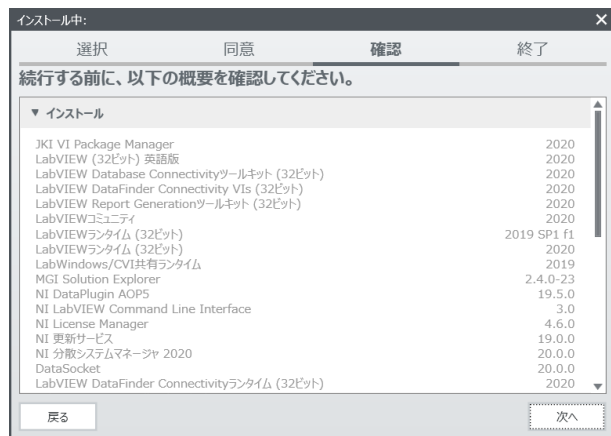 インストール中:
選択 同意 確認 終了
続行する前に、以下の概要を確認してください。
▼ インストール
JKI VI Package Manager 2020
LabVIEW (32ビット) 英語版 2020
LabVIEW Database Connectivityツールキット (32ビット) 2020
LabVIEW DataFinder Connectivity VIs (32ビット) 2020
LabVIEW Report Generationツールキット (32ビット) 2020
LabVIEWコミュニティ 2020
LabVIEWランタイム (32ビット) 2019 SP1 f1
LabVIEWランタイム (32ビット) 2020
LabWindows/CVI共有ランタイム 2019
MGI Solution Explorer 2.4.0-23
NI DataPlugin AOP5 19.5.0
NI LabVIEW Command Line Interface 3.0
NI License Manager 4.6.0
NI 更新サービス 19.0.0
NI 分散システムマネージャ 2020 20.0.0
DataSocket 20.0.0
LabVIEW DataFinder Connectivityランタイム (32ビット) 2020
戻る 次へ